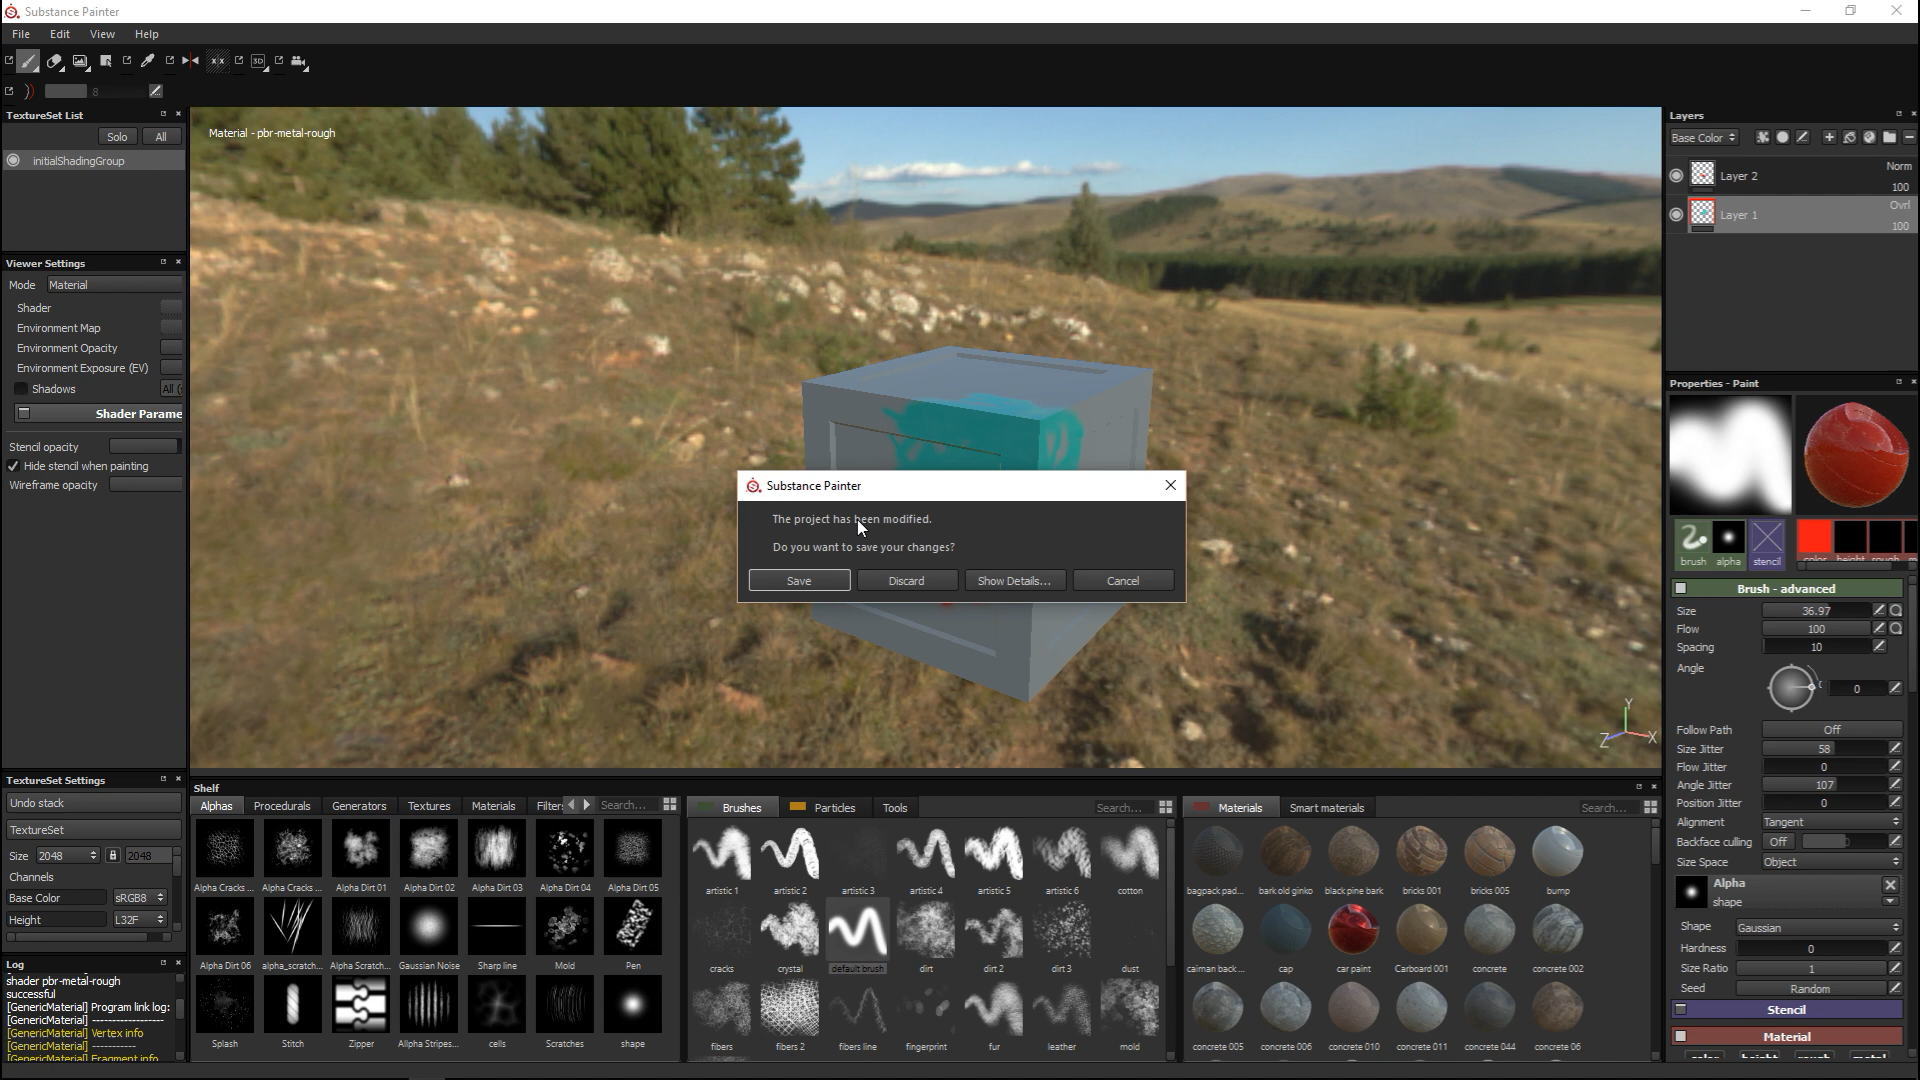 Substance Painter
File Edit View Help
8
TextureSet List
Solo All
initialShadingGroup
Viewer Settings
Mode Material
Shader
Environment Map
Environment Opacity
Environment Exposure (EV)
Shadows All (
Shader Parame
Stencil opacity
Hide stencil when painting
Wireframe opacity
TextureSet Settings
Undo stack
TextureSet
Size 2048 2048
Channels
Base Color sRGB8
Height L32F
Log
shader pbr-metal-rough
successful
[GenericMaterial] Program link log:
[GenericMaterial] ------------------
[GenericMaterial] Vertex info
[GenericMaterial] -----------
[GenericMaterial] Fragment info
Material - pbr-metal-rough
Substance Painter
The project has been modified.
Do you want to save your changes?
Save Discard Show Details... Cancel
Y
Z X
Shelf
Alphas Procedurals Generators Textures Materials Filter Search...
Alpha Cracks ... Alpha Cracks ... Alpha Dirt 01 Alpha Dirt 02 Alpha Dirt 03 Alpha Dirt 04 Alpha Dirt 05
Alpha Dirt 06 alpha_scratch... Alpha Scratch... Gaussian Noise Sharp line Mold Pen
Splash Stitch Zipper Allpha Stripes... cells Scratches shape
Brushes Particles Tools Search...
artistic 1 artistic 2 artistic 3 artistic 4 artistic 5 artistic 6 cotton
cracks crystal default brush dirt dirt 2 dirt 3 dust
fibers fibers 2 fibers line fingerprint fur leather mold
Materials Smart materials Search...
bagpack pad... bark old ginko black pine bark bricks 001 bricks 005 bump
caiman back ... cap car paint Carboard 001 concrete concrete 002
concrete 005 concrete 006 concrete 010 concrete 011 concrete 044 concrete 06
Layers
Base Color
Layer 2 Norm
100
Layer 1 Ovrl
100
Properties - Paint
brush alpha stencil color height rough m
Brush - advanced
Size 36.97
Flow 100
Spacing 10
Angle 0
Follow Path Off
Size Jitter 58
Flow Jitter 0
Angle Jitter 107
Position Jitter 0
Alignment Tangent
Backface culling Off
Size Space Object
Alpha
shape
Shape Gaussian
Hardness 0
Size Ratio 1
Seed Random
Stencil
Material
color height rough metal